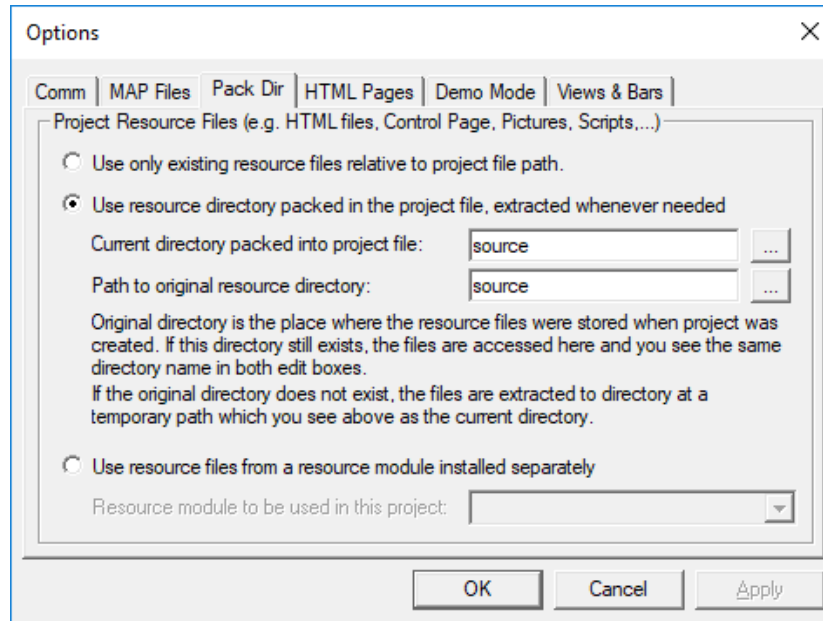 Options
Comm
MAP Files
Pack Dir
HTML Pages
Demo Mode
Views & Bars
Project Resource Files (e.g. HTML files, Control Page, Pictures, Scripts,...)
Use only existing resource files relative to project file path.
Use resource directory packed in the project file, extracted whenever needed
Current directory packed into project file:
source
...
Path to original resource directory:
source
...
Original directory is the place where the resource files were stored when project was
created. If this directory still exists, the files are accessed here and you see the same
directory name in both edit boxes.
If the original directory does not exist, the files are extracted to directory at a
temporary path which you see above as the current directory.
Use resource files from a resource module installed separately
Resource module to be used in this project:
OK
Cancel
Apply